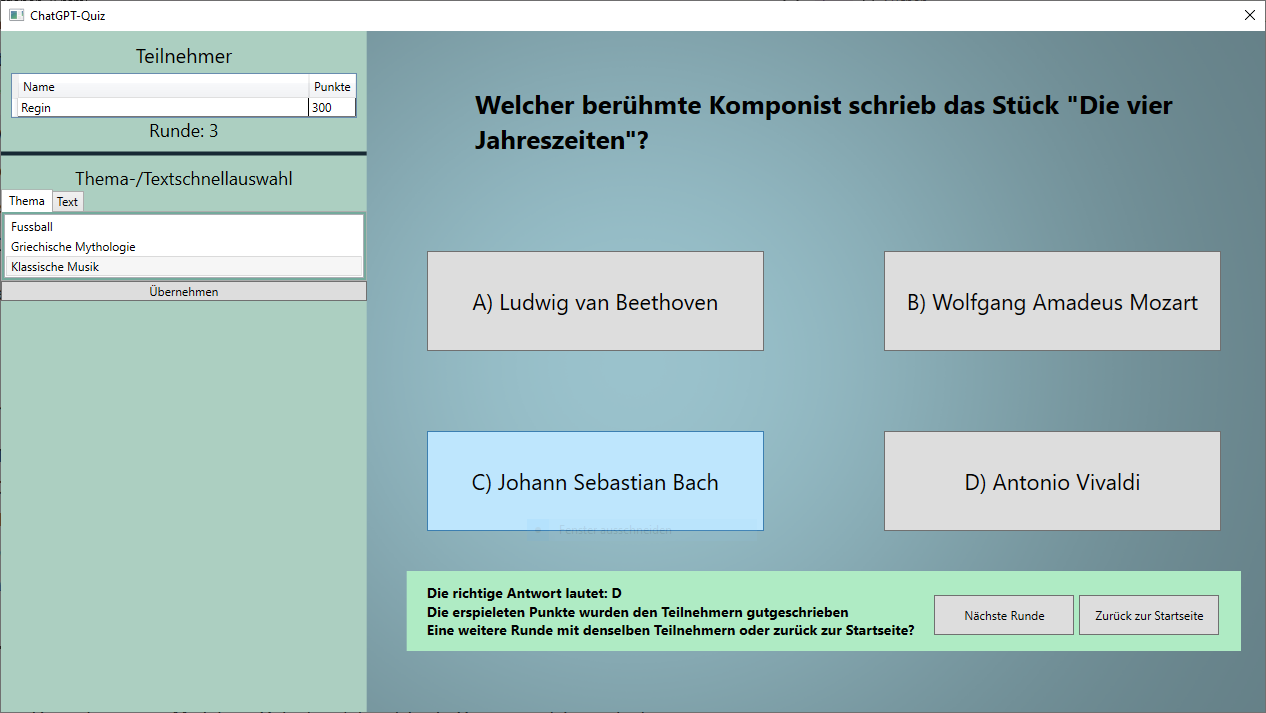 ChatGPT-Quiz
Teilnehmer
Name Punkte
Regin 300
Runde: 3
Thema-/Textschnellauswahl
Thema Text
Fussball
Griechische Mythologie
Klassische Musik
Übernehmen
Welcher berühmte Komponist schrieb das Stück "Die vier
Jahreszeiten"?
A) Ludwig van Beethoven
B) Wolfgang Amadeus Mozart
C) Johann Sebastian Bach
D) Antonio Vivaldi
Fenster ausschneiden
Die richtige Antwort lautet: D
Die erspieleten Punkte wurden den Teilnehmern gutgeschrieben
Eine weitere Runde mit denselben Teilnehmern oder zurück zur Startseite?
Nächste Runde
Zurück zur Startseite